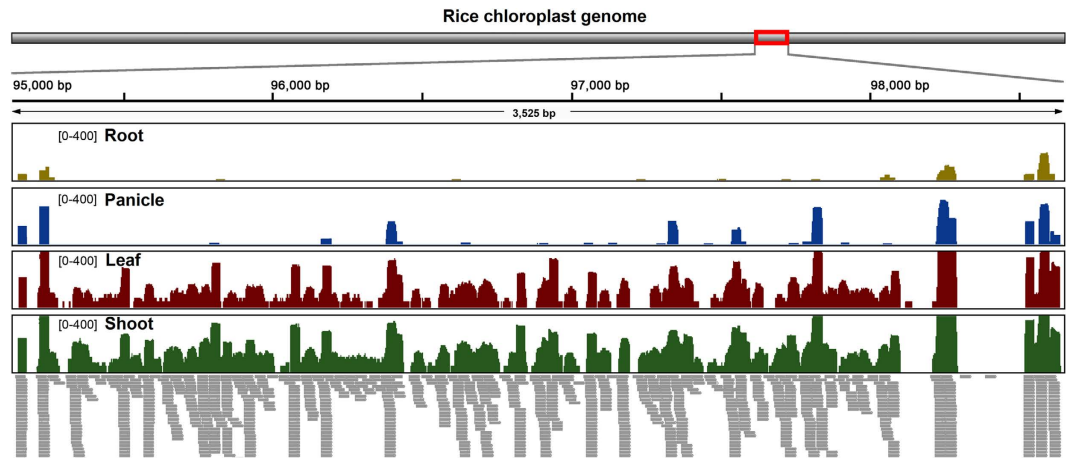 Rice chloroplast genome
95,000 bp 96,000 bp 97,000 bp 98,000 bp
3,525 bp
[0-400] Root
[0-400] Panicle
[0-400] Leaf
[0-400] Shoot